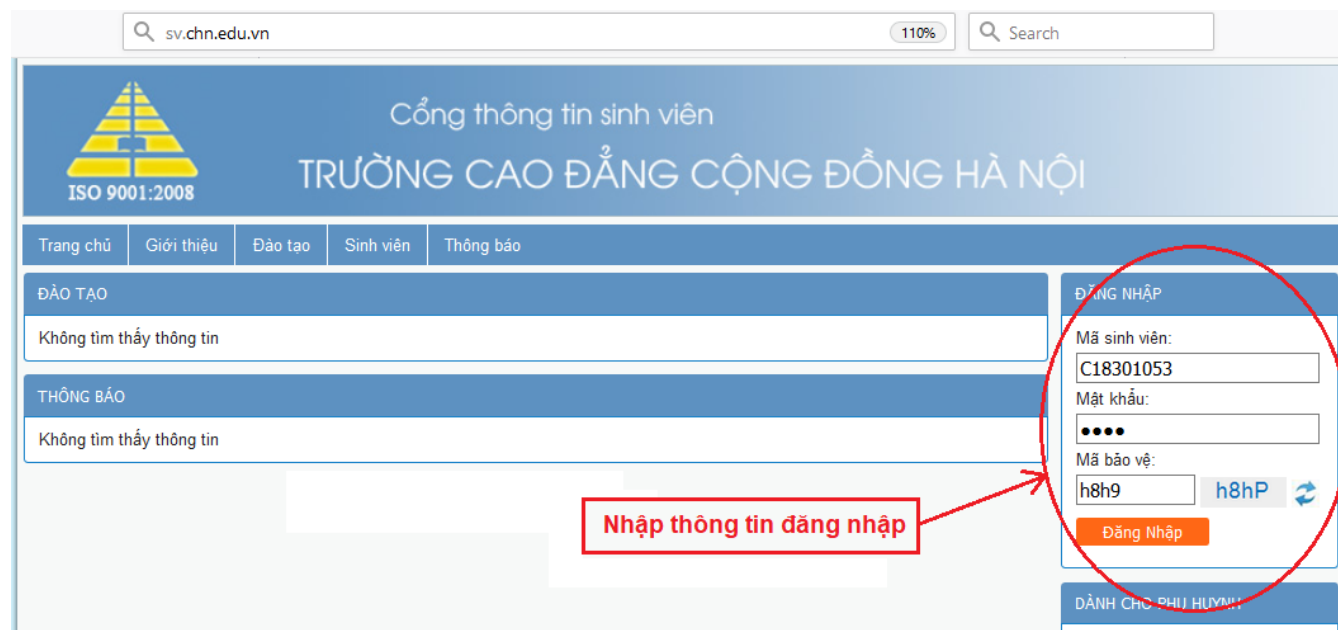 sv.chn.edu.vn
110%
Search
ISO 9001:2008
Cổng thông tin sinh viên
TRƯỜNG CAO ĐẲNG CỘNG ĐỒNG HÀ NỘI
Trang chủ
Giới thiệu
Đào tạo
Sinh viên
Thông báo
ĐÀO TẠO
Không tìm thấy thông tin
THÔNG BÁO
Không tìm thấy thông tin
Nhập thông tin đăng nhập
ĐĂNG NHẬP
Mã sinh viên:
C18301053
Mật khẩu:
••••
Mã bảo vệ:
h8h9
h8hP
Đăng Nhập
DÀNH CHO PHỤ HUYNH